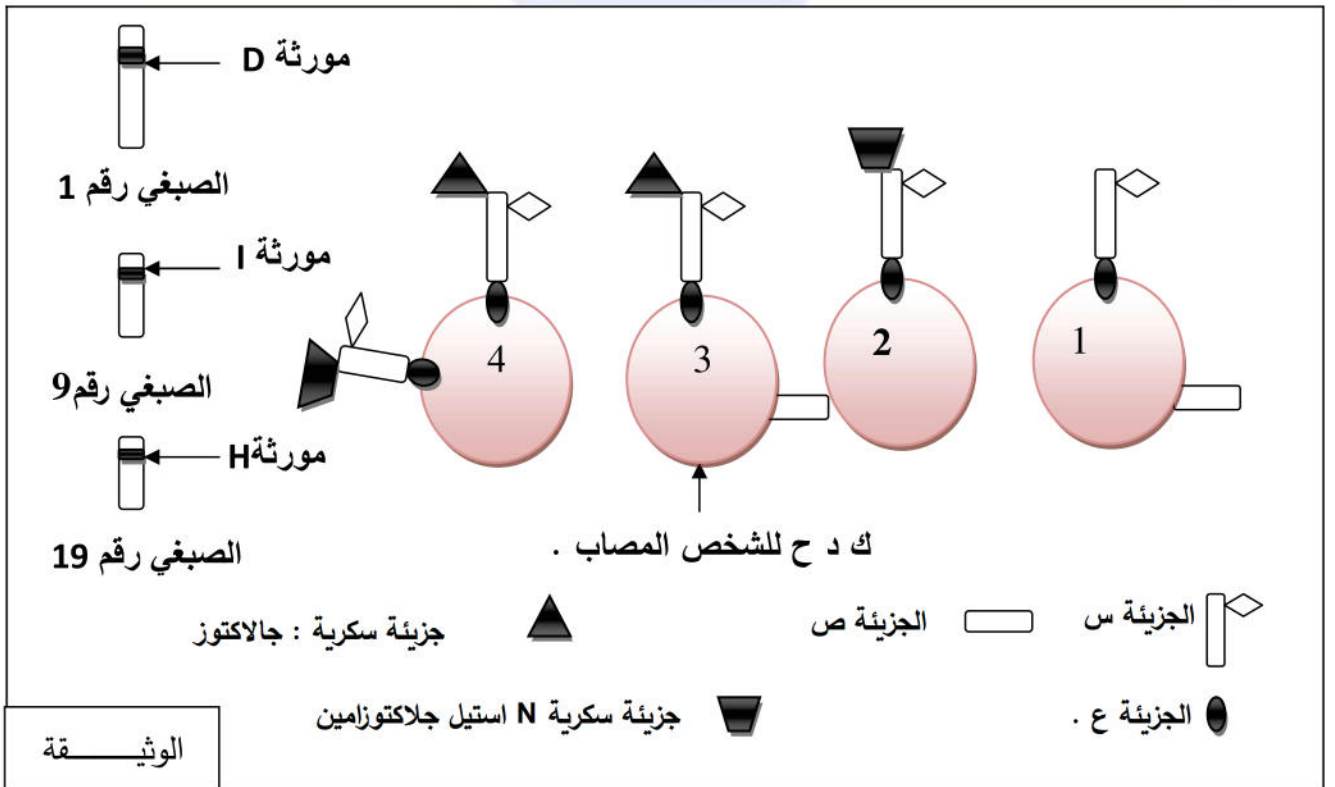 مورثة D
الصبغي رقم 1
مورثة I
الصبغي رقم9
مورثةH
الصبغي رقم 19
4
3
2
1
ك د ح للشخص المصاب .
الجزيئة س
الجزيئة ص
جزيئة سكرية : جالاكتوز
الجزيئة ع .
جزيئة سكرية N استيل جلاكتوزامين
الوثيـــــــقة